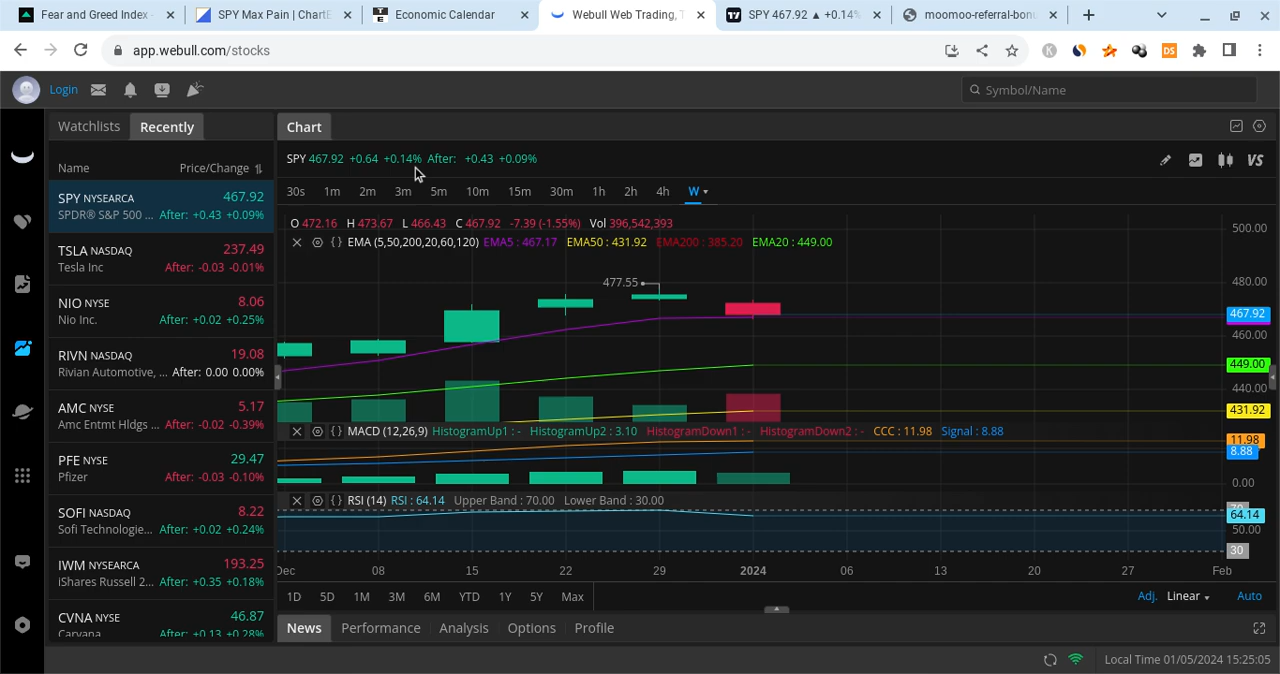 Fear and Greed Index -
SPY Max Pain | ChartE
Economic Calendar
Webull Web Trading, T
SPY 467.92 ▲ +0.14%
moomoo-referral-bonu
app.webull.com/stocks
Login
Symbol/Name
Watchlists
Recently
Chart
Name
Price/Change
SPY NYSEARCA 467.92
SPDR® S&P 500 ... After: +0.43 +0.09%
TSLA NASDAQ 237.49
Tesla Inc After: -0.03 -0.01%
NIO NYSE 8.06
Nio Inc. After: +0.02 +0.25%
RIVN NASDAQ 19.08
Rivian Automotive, ... After: 0.00 0.00%
AMC NYSE 5.17
Amc Entmt Hldgs ... After: -0.02 -0.39%
PFE NYSE 29.47
Pfizer After: -0.03 -0.10%
SOFI NASDAQ 8.22
Sofi Technologie... After: +0.02 +0.24%
IWM NYSEARCA 193.25
iShares Russell 2... After: +0.35 +0.18%
CVNA NYSE 46.87
Carvana After: +0.13 +0.28%
SPY 467.92 +0.64 +0.14% After: +0.43 +0.09%
VS
30s 1m 2m 3m 5m 10m 15m 30m 1h 2h 4h W
O 472.16 H 473.67 L 466.43 C 467.92 -7.39 (-1.55%) Vol 396,542,393
EMA (5,50,200,20,60,120) EMA5 : 467.17 EMA50 : 431.92 EMA200 : 385.20 EMA20 : 449.00
477.55
500.00
480.00
467.92
460.00
449.00
440.00
431.92
MACD (12,26,9) HistogramUp1 : - HistogramUp2 : 3.10 HistogramDown1 : - HistogramDown2 : - CCC : 11.98 Signal : 8.88
11.98
8.88
0.00
RSI (14) RSI : 64.14 Upper Band : 70.00 Lower Band : 30.00
70
64.14
50.00
30
Dec 08 15 22 29 2024 06 13 20 27 Feb
1D 5D 1M 3M 6M YTD 1Y 5Y Max
Adj. Linear Auto
News Performance Analysis Options Profile
Local Time 01/05/2024 15:25:05
K
DS